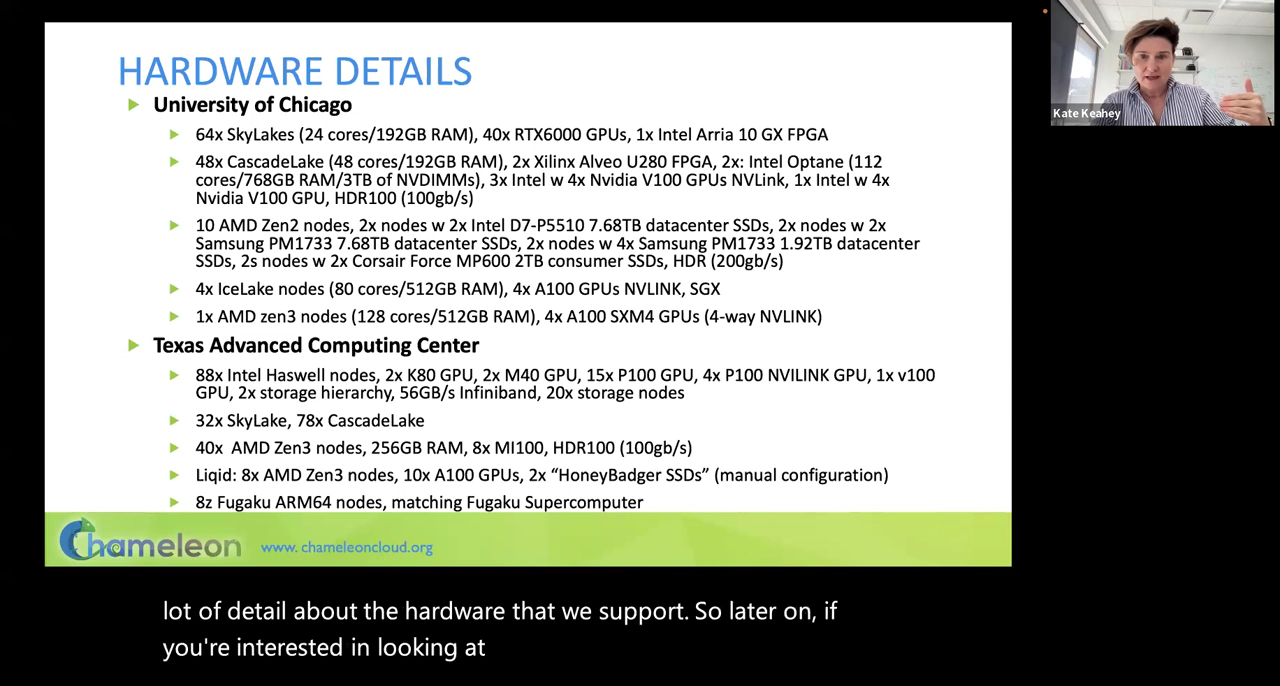 HARDWARE DETAILS
University of Chicago
64x SkyLakes (24 cores/192GB RAM), 40x RTX6000 GPUs, 1x Intel Arria 10 GX FPGA
48x CascadeLake (48 cores/192GB RAM), 2x Xilinx Alveo U280 FPGA, 2x: Intel Optane (112
cores/768GB RAM/3TB of NVDIMMs), 3x Intel w 4x Nvidia V100 GPUs NVLink, 1x Intel w 4x
Nvidia V100 GPU, HDR100 (100gb/s)
10 AMD Zen2 nodes, 2x nodes w 2x Intel D7-P5510 7.68TB datacenter SSDs, 2x nodes w 2x
Samsung PM1733 7.68TB datacenter SSDs, 2x nodes w 4x Samsung PM1733 1.92TB datacenter
SSDs, 2s nodes w 2x Corsair Force MP600 2TB consumer SSDs, HDR (200gb/s)
4x IceLake nodes (80 cores/512GB RAM), 4x A100 GPUs NVLINK, SGX
1x AMD zen3 nodes (128 cores/512GB RAM), 4x A100 SXM4 GPUs (4-way NVLINK)
Texas Advanced Computing Center
88x Intel Haswell nodes, 2x K80 GPU, 2x M40 GPU, 15x P100 GPU, 4x P100 NVILINK GPU, 1x v100
GPU, 2x storage hierarchy, 56GB/s Infiniband, 20x storage nodes
32x SkyLake, 78x CascadeLake
40x AMD Zen3 nodes, 256GB RAM, 8x MI100, HDR100 (100gb/s)
Liqid: 8x AMD Zen3 nodes, 10x A100 GPUs, 2x “HoneyBadger SSDs” (manual configuration)
8z Fugaku ARM64 nodes, matching Fugaku Supercomputer
Chameleon www. chameleoncloud.org
Kate Keahey
lot of detail about the hardware that we support. So later on, if
you're interested in looking at